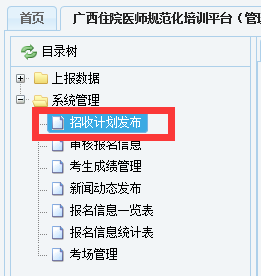 首页
广西住院医师规范化培训平台（管
目录树
上报数据
系统管理
招收计划发布
审核报名信息
考生成绩管理
新闻动态发布
报名信息一览表
报名信息统计表
考场管理